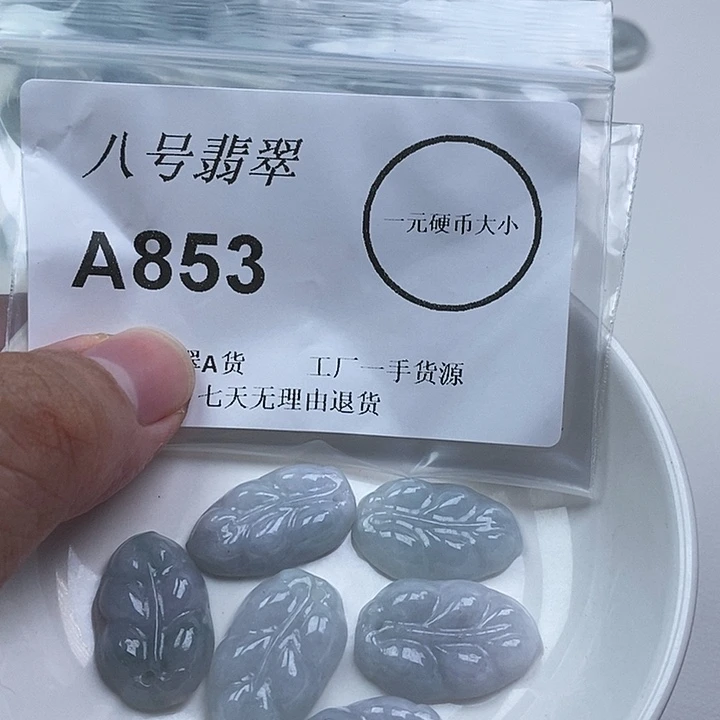 八号翡翠
一元硬币大小
A853
翠A货 工厂一手货源
七天无理由退货